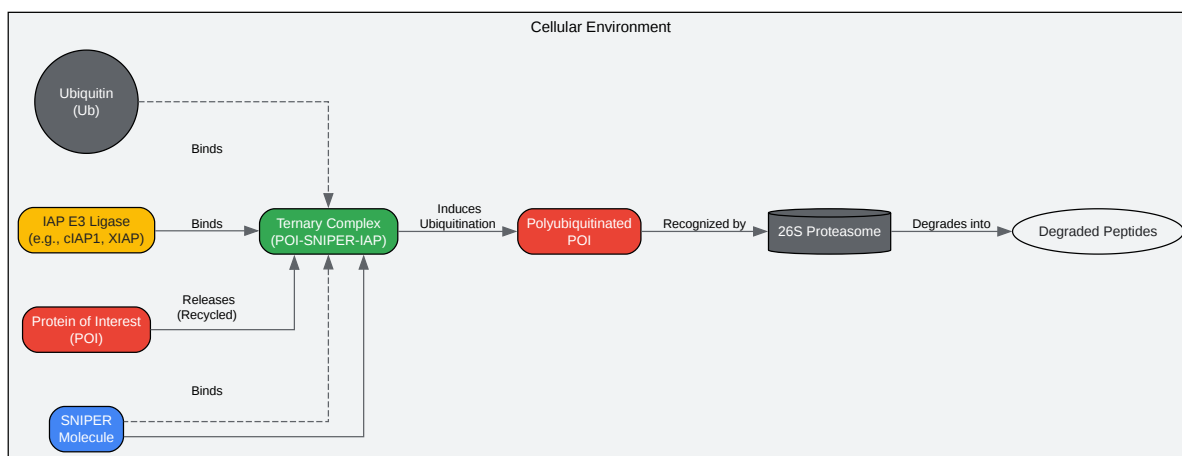 Cellular Environment
Ubiquitin
(Ub)
Binds
IAP E3 Ligase
(e.g., cIAP1, XIAP)
Binds
Ternary Complex
(POI-SNIPER-IAP)
Induces
Ubiquitination
Polyubiquitinated
POI
Recognized by
26S Proteasome
Degrades into
Degraded Peptides
Protein of Interest
(POI)
Releases
(Recycled)
Binds
SNIPER
Molecule